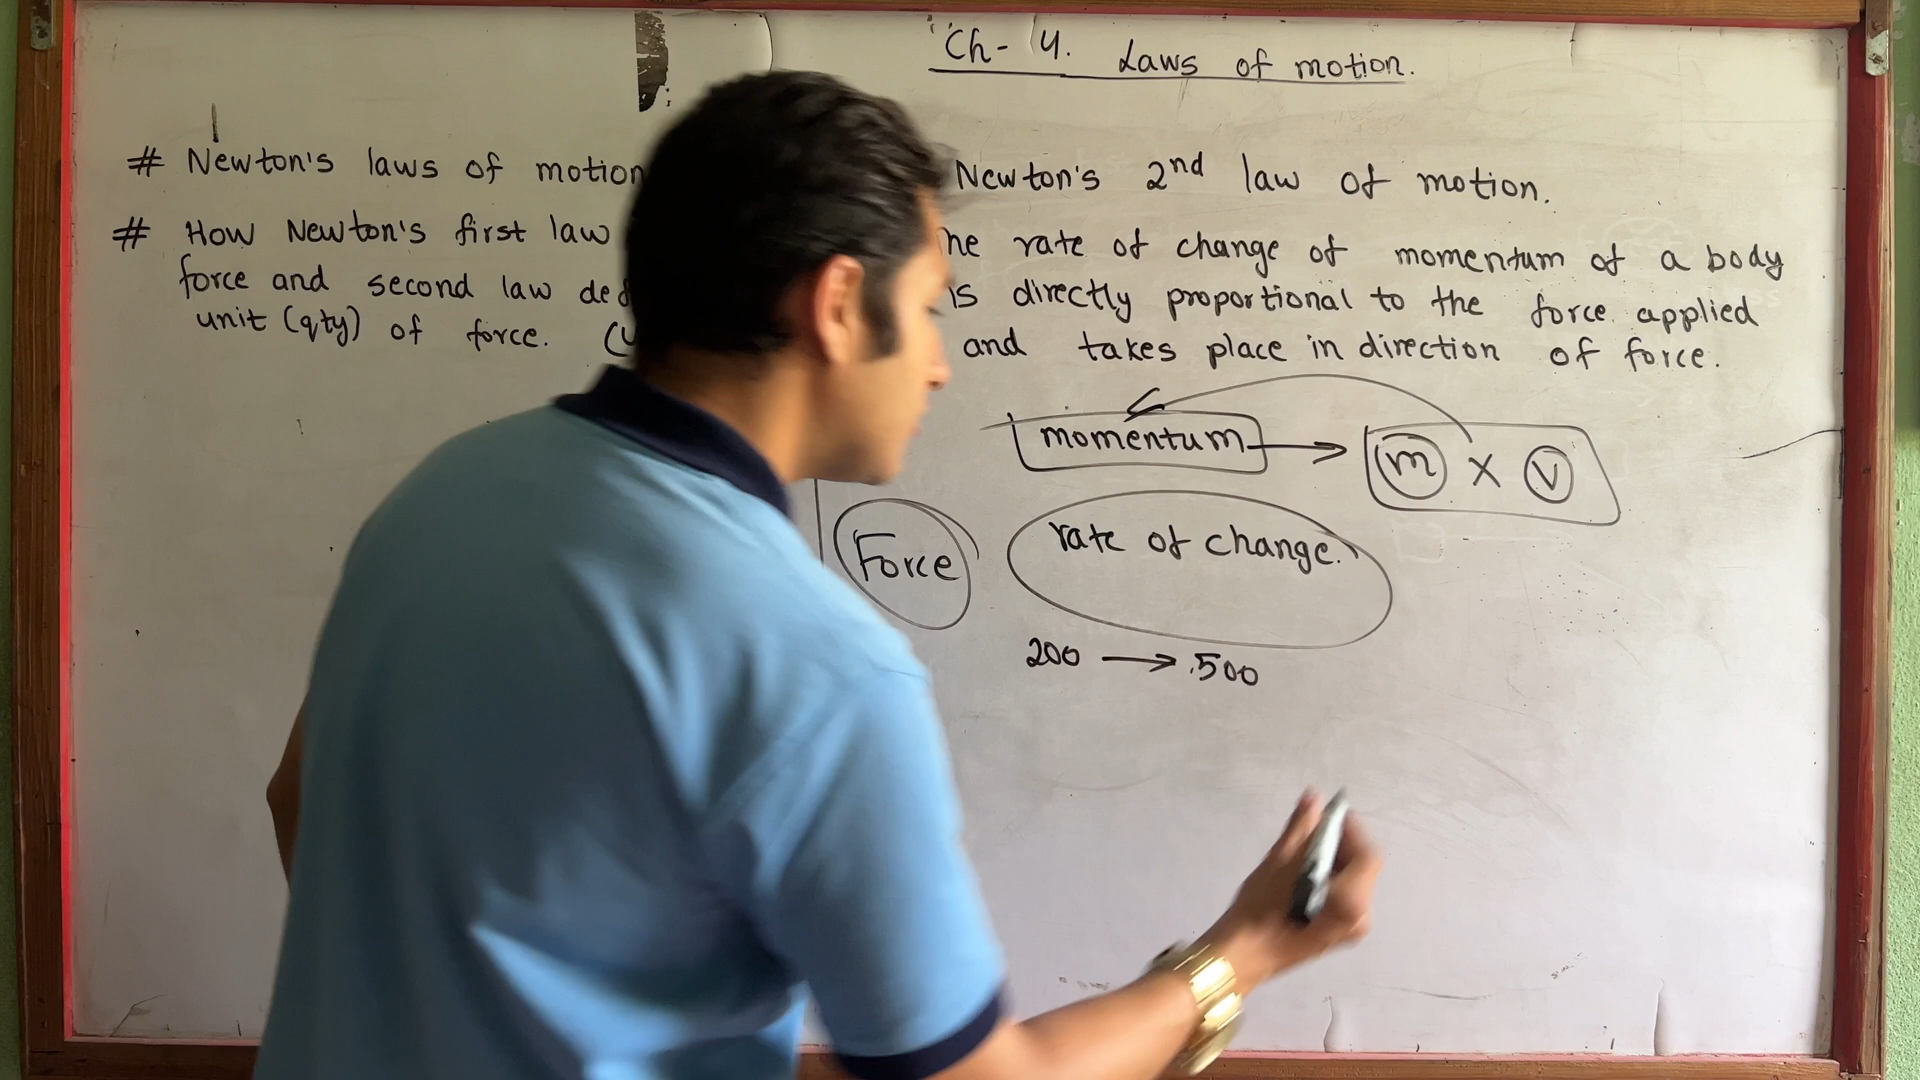 Ch- 4. Laws of motion.
# Newton's laws of motion
# How Newton's first law
force and second law
unit (qty) of force.
Newton's 2nd law of motion.
rate of change of momentum of a body
is directly proportional to the force applied
and takes place in direction of force.
momentum → m x v
Force
rate of change.
200 → 500